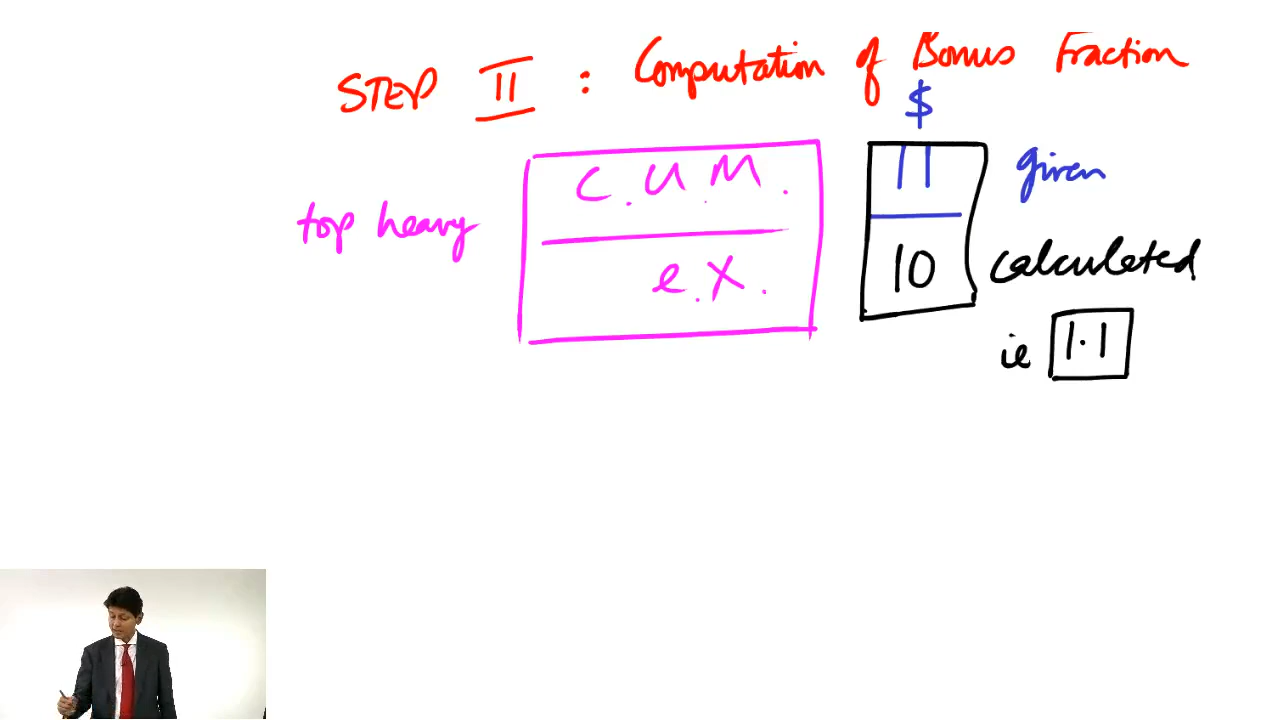 STEP II : Computation of Bonus Fraction
$
top heavy C.U.M. 11 given
e.x. 10 calculated
ie 1.1